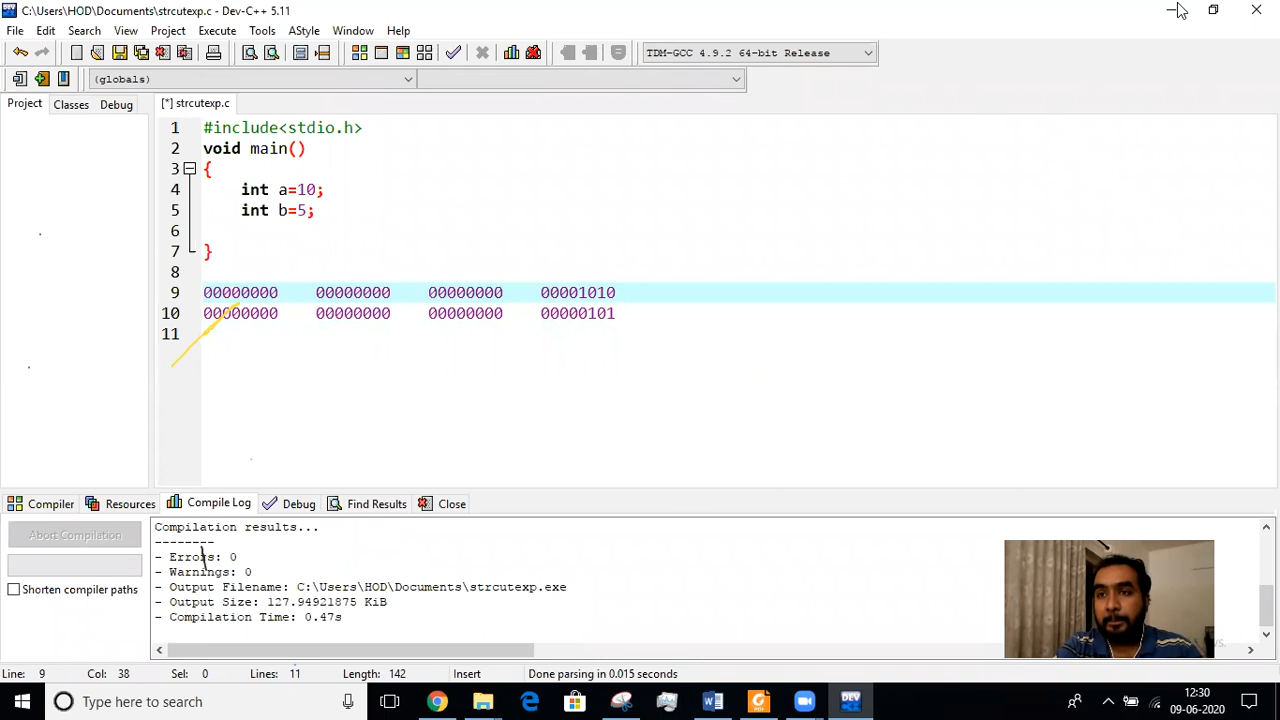 C:\Users\HOD\Documents\strcutexp.c - Dev-C++ 5.11
File Edit Search View Project Execute Tools AStyle Window Help
TDM-GCC 4.9.2 64-bit Release
(globals)
Project Classes Debug [*] strcutexp.c
1 #include<stdio.h>
2 void main()
3 {
4 int a=10;
5 int b=5;
6
7 }
8
9 00000000 00000000 00000000 00001010
10 00000000 00000000 00000000 00000101
11
Compiler Resources Compile Log Debug Find Results Close
Abort Compilation
Shorten compiler paths
Compilation results...
--------
- Errors: 0
- Warnings: 0
- Output Filename: C:\Users\HOD\Documents\strcutexp.exe
- Output Size: 127.94921875 KiB
- Compilation Time: 0.47s
Line: 9 Col: 38 Sel: 0 Lines: 11 Length: 142 Insert Done parsing in 0.015 seconds
Type here to search
DEV
12:30
09-06-2020